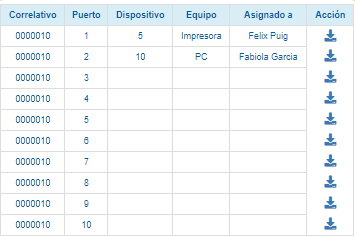 Correlativo Puerto Dispositivo Equipo Asignado a Acción
0000010 1 5 Impresora Felix Puig
0000010 2 10 PC Fabiola Garcia
0000010 3
0000010 4
0000010 5
0000010 6
0000010 7
0000010 8
0000010 9
0000010 10